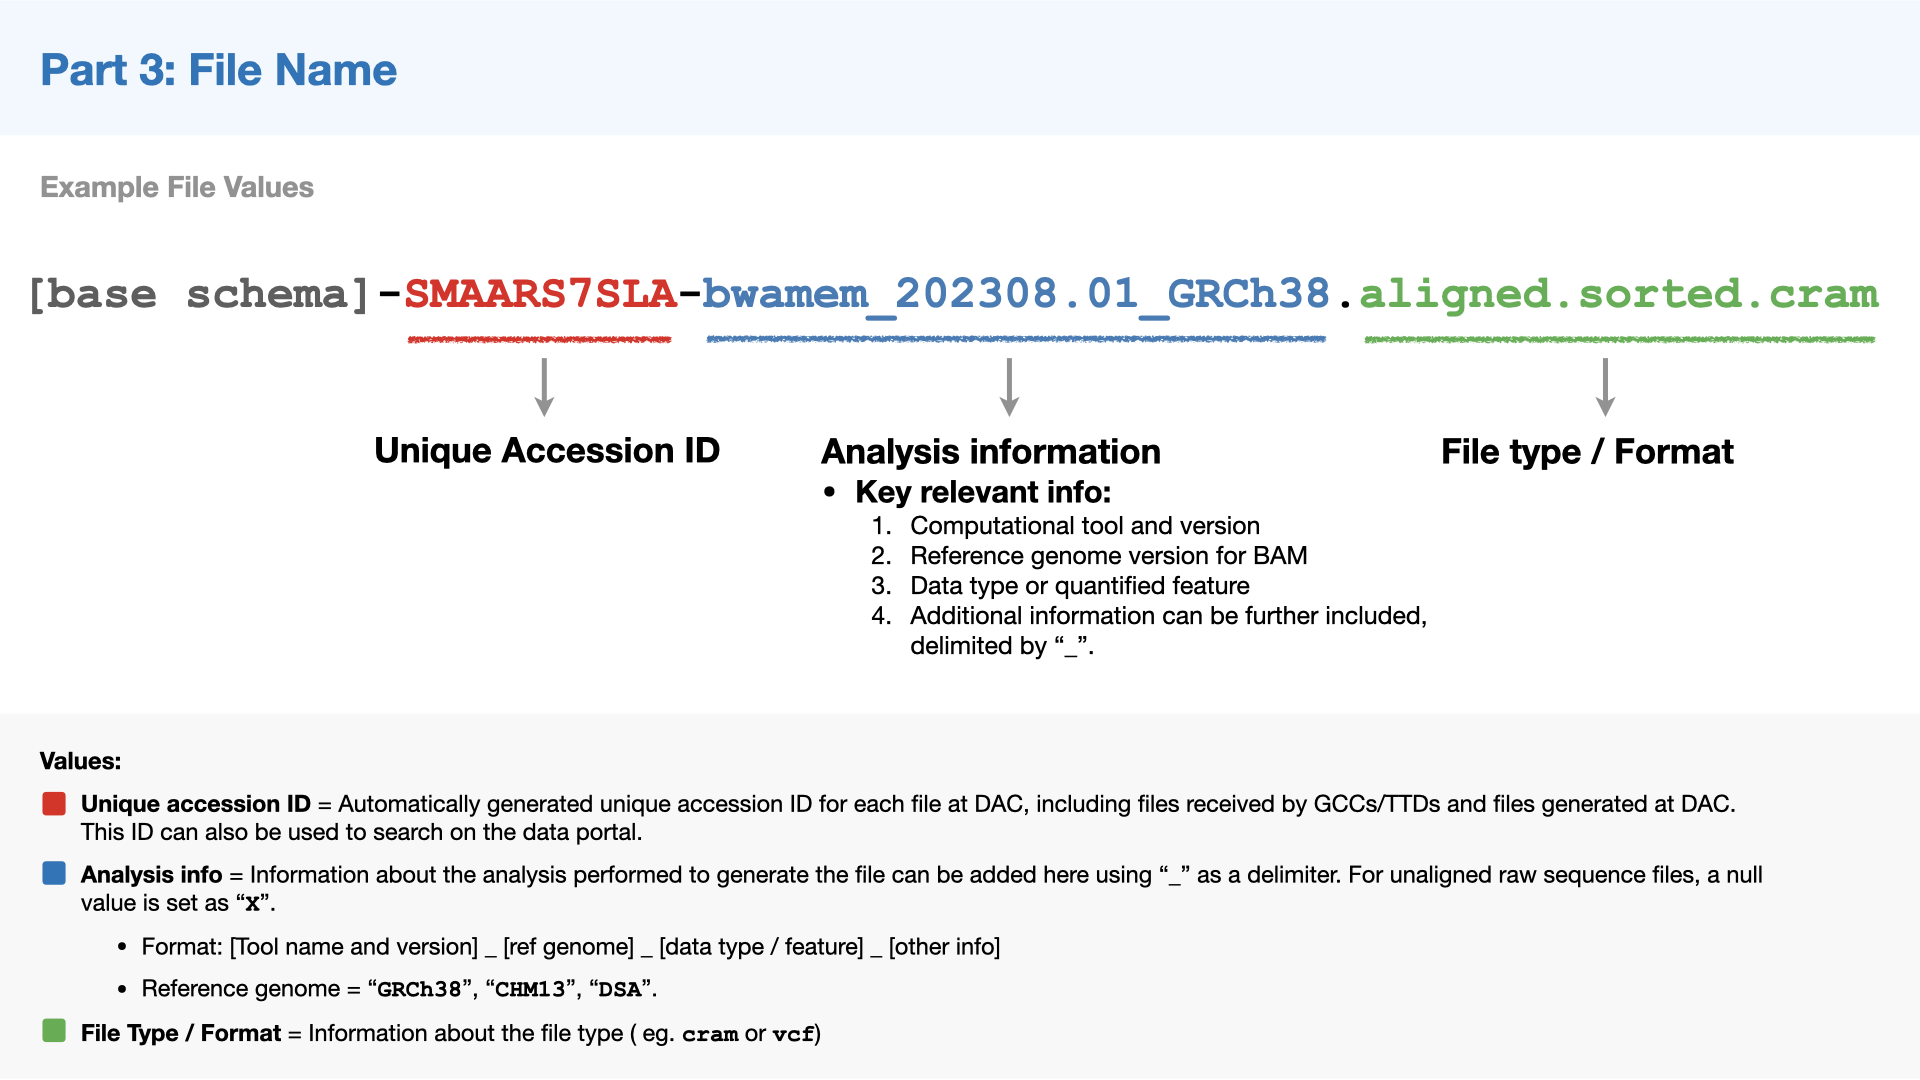 Part 3: File Name
Example File Values
[base schema]-SMAARS7SLA-bwamem_202308.01_GRCh38.aligned.sorted.cram
Unique Accession ID
Analysis information
• Key relevant info:
1. Computational tool and version
2. Reference genome version for BAM
3. Data type or quantified feature
4. Additional information can be further included,
delimited by “_”.
File type / Format
Values:
Unique accession ID = Automatically generated unique accession ID for each file at DAC, including files received by GCCs/TTDs and files generated at DAC.
This ID can also be used to search on the data portal.
Analysis info = Information about the analysis performed to generate the file can be added here using “_” as a delimiter. For unaligned raw sequence files, a null
value is set as “X”.
• Format: [Tool name and version] _ [ref genome] _ [data type / feature] _ [other info]
• Reference genome = “GRCh38”, “CHM13”, “DSA”.
File Type / Format = Information about the file type ( eg. cram or vcf)